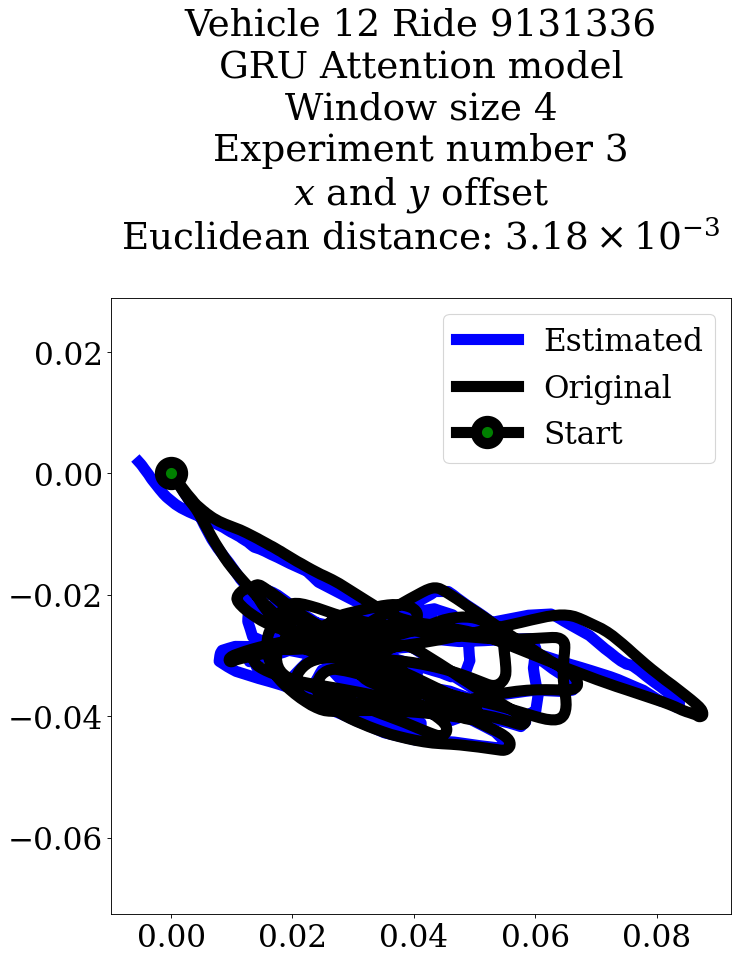 Vehicle 12 Ride 9131336
GRU Attention model
Window size 4
Experiment number 3
x and y offset
Euclidean distance: 3.18 × 10⁻³
Estimated
Original
Start
0.02
0.00
−0.02
−0.04
−0.06
0.00 0.02 0.04 0.06 0.08